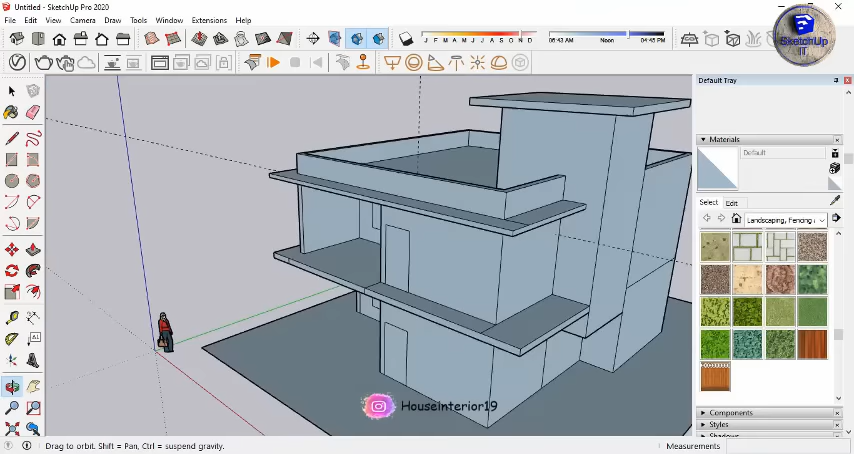 Untitled - SketchUp Pro 2020
File Edit View Camera Draw Tools Window Extensions Help
J F M A M J J A S O N D 06:43 AM Noon 04:45 PM
SketchUp
IT
Default Tray
Materials
Default
Select Edit
Landscaping, Fencing
Components
Styles
Shadows
Houseinterior19
Drag to orbit. Shift = Pan, Ctrl = suspend gravity.
Measurements